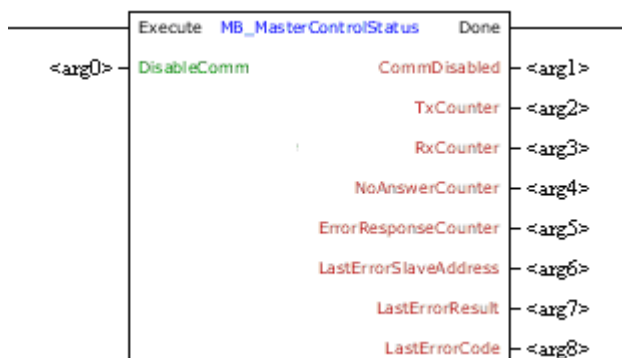 Execute MB_MasterControlStatus Done
<arg0> DisableComm CommDisabled <arg1>
TxCounter <arg2>
RxCounter <arg3>
NoAnswerCounter <arg4>
ErrorResponseCounter <arg5>
LastErrorSlaveAddress <arg6>
LastErrorResult <arg7>
LastErrorCode <arg8>